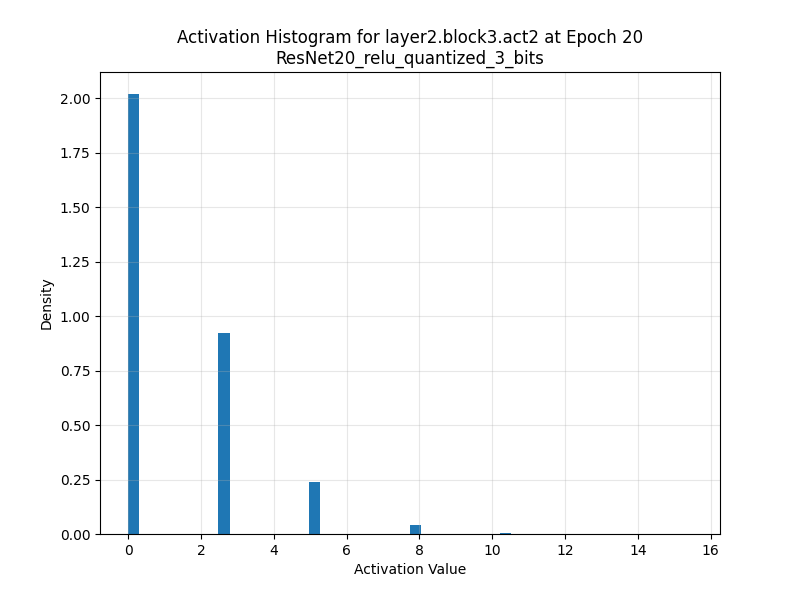 Activation Histogram for layer2.block3.act2 at Epoch 20
ResNet20_relu_quantized_3_bits
2.00
1.75
1.50
1.25
1.00
0.75
0.50
0.25
0.00
Density
0 2 4 6 8 10 12 14 16
Activation Value